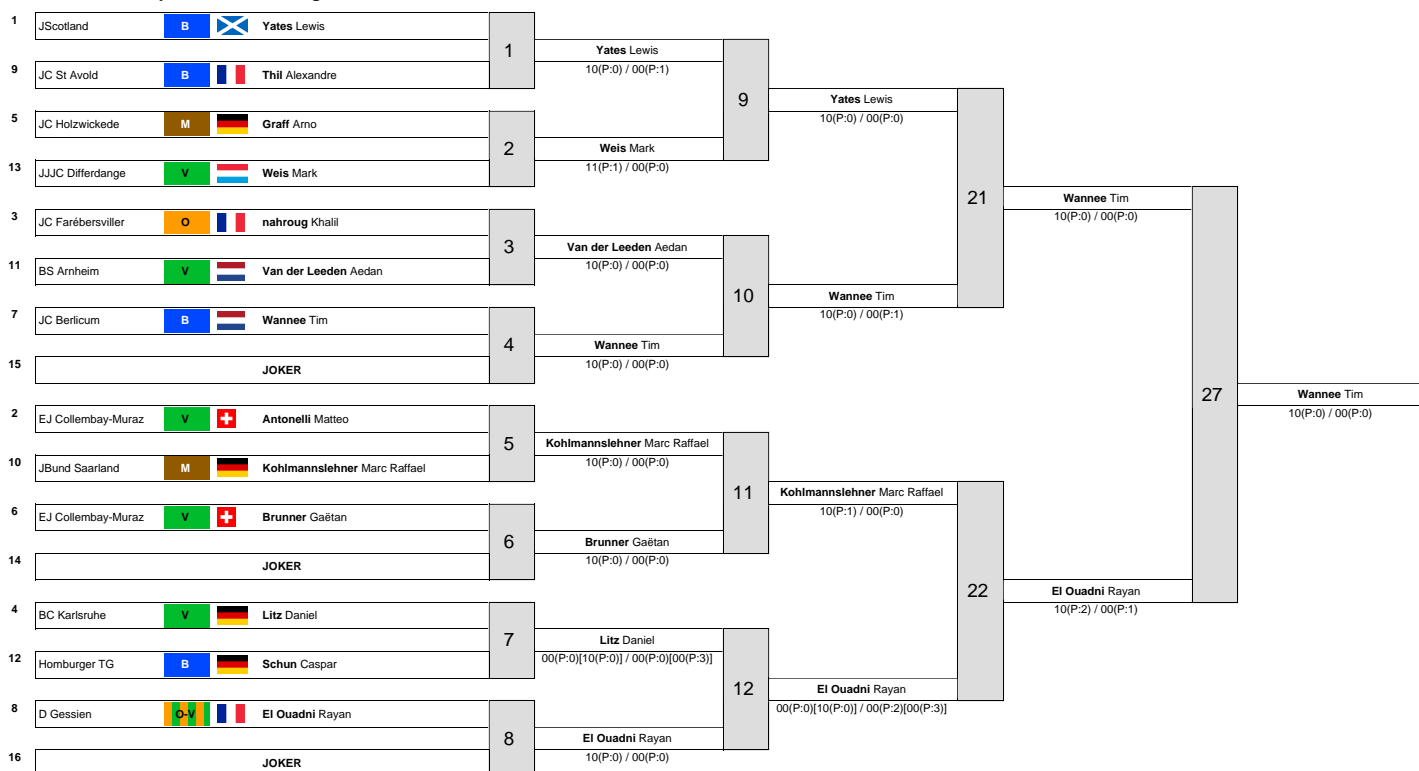 1 JScotland B Yates Lewis
1
Yates Lewis
10(P:0) / 00(P:1)
9 JC St Avold B Thil Alexandre
9
Yates Lewis
10(P:0) / 00(P:0)
5 JC Holzwickede M Graff Arno
2
Weis Mark
11(P:1) / 00(P:0)
13 JJJC Differdange V Weis Mark
21
Wannee Tim
10(P:0) / 00(P:0)
3 JC Farébersviller O nahroug Khalil
3
Van der Leeden Aedan
10(P:0) / 00(P:0)
11 BS Arnheim V Van der Leeden Aedan
10
Wannee Tim
10(P:0) / 00(P:1)
7 JC Berlicum B Wannee Tim
4
Wannee Tim
10(P:0) / 00(P:0)
15 JOKER
27
Wannee Tim
10(P:0) / 00(P:0)
2 EJ Collembay-Muraz V Antonelli Matteo
5
Kohlmannslehner Marc Raffael
10(P:0) / 00(P:0)
10 JBund Saarland M Kohlmannslehner Marc Raffael
11
Kohlmannslehner Marc Raffael
10(P:1) / 00(P:0)
6 EJ Collembay-Muraz V Brunner Gaëtan
6
Brunner Gaëtan
10(P:0) / 00(P:0)
14 JOKER
22
El Ouadni Rayan
10(P:2) / 00(P:1)
4 BC Karlsruhe V Litz Daniel
7
Litz Daniel
00(P:0)[10(P:0)] / 00(P:0)[00(P:3)]
12 Homburger TG B Schun Caspar
12
El Ouadni Rayan
00(P:0)[10(P:0)] / 00(P:2)[00(P:3)]
8 D Gessien O-V El Ouadni Rayan
8
El Ouadni Rayan
10(P:0) / 00(P:0)
16 JOKER